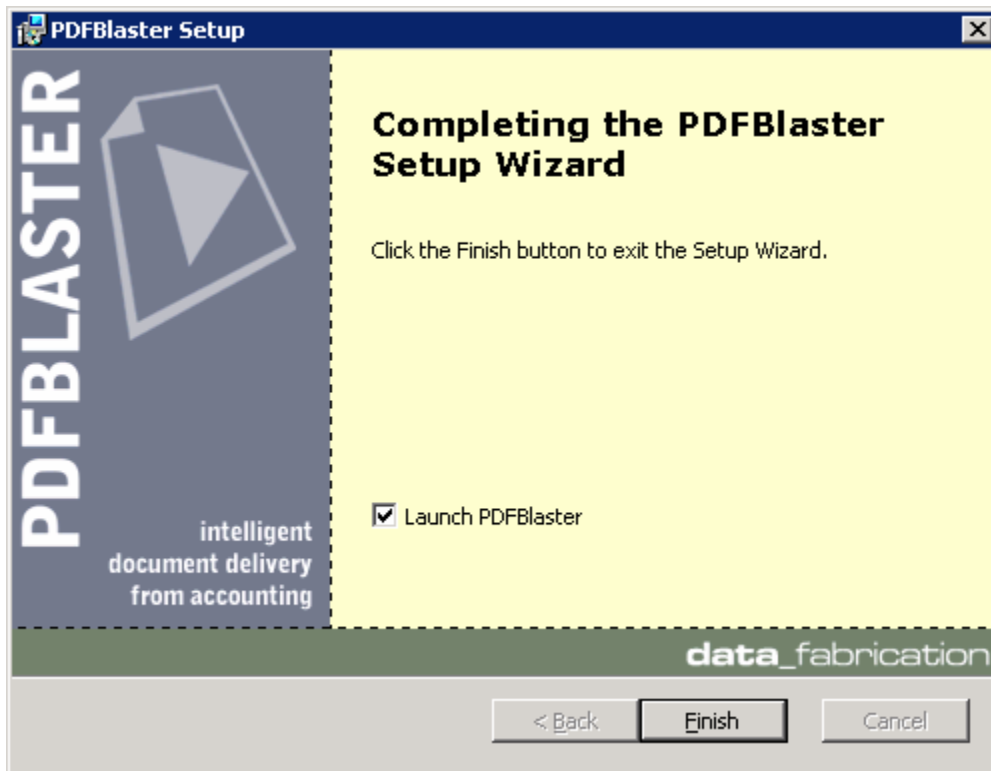 PDFBlaster Setup
PDFBLASTER
intelligent
document delivery
from accounting
Completing the PDFBlaster
Setup Wizard
Click the Finish button to exit the Setup Wizard.
Launch PDFBlaster
data_fabrication
< Back
Finish
Cancel